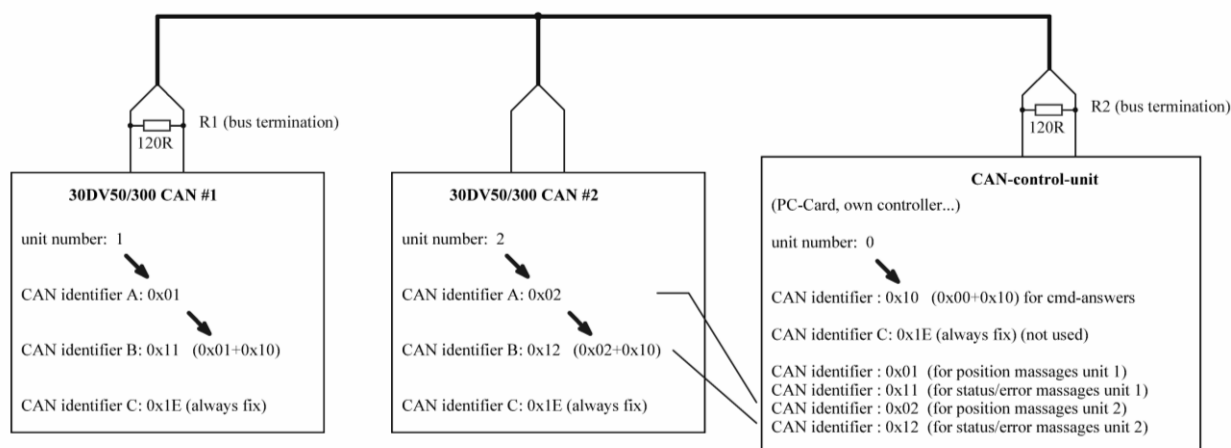 R1 (bus termination)
120R
R2 (bus termination)
120R
30DV50/300 CAN #1
unit number: 1
CAN identifier A: 0x01
CAN identifier B: 0x11 (0x01+0x10)
CAN identifier C: 0x1E (always fix)
30DV50/300 CAN #2
unit number: 2
CAN identifier A: 0x02
CAN identifier B: 0x12 (0x02+0x10)
CAN identifier C: 0x1E (always fix)
CAN-control-unit
(PC-Card, own controller...)
unit number: 0
CAN identifier : 0x10 (0x00+0x10) for cmd-answers
CAN identifier C: 0x1E (always fix) (not used)
CAN identifier : 0x01 (for position massages unit 1)
CAN identifier : 0x11 (for status/error massages unit 1)
CAN identifier : 0x02 (for position massages unit 2)
CAN identifier : 0x12 (for status/error massages unit 2)